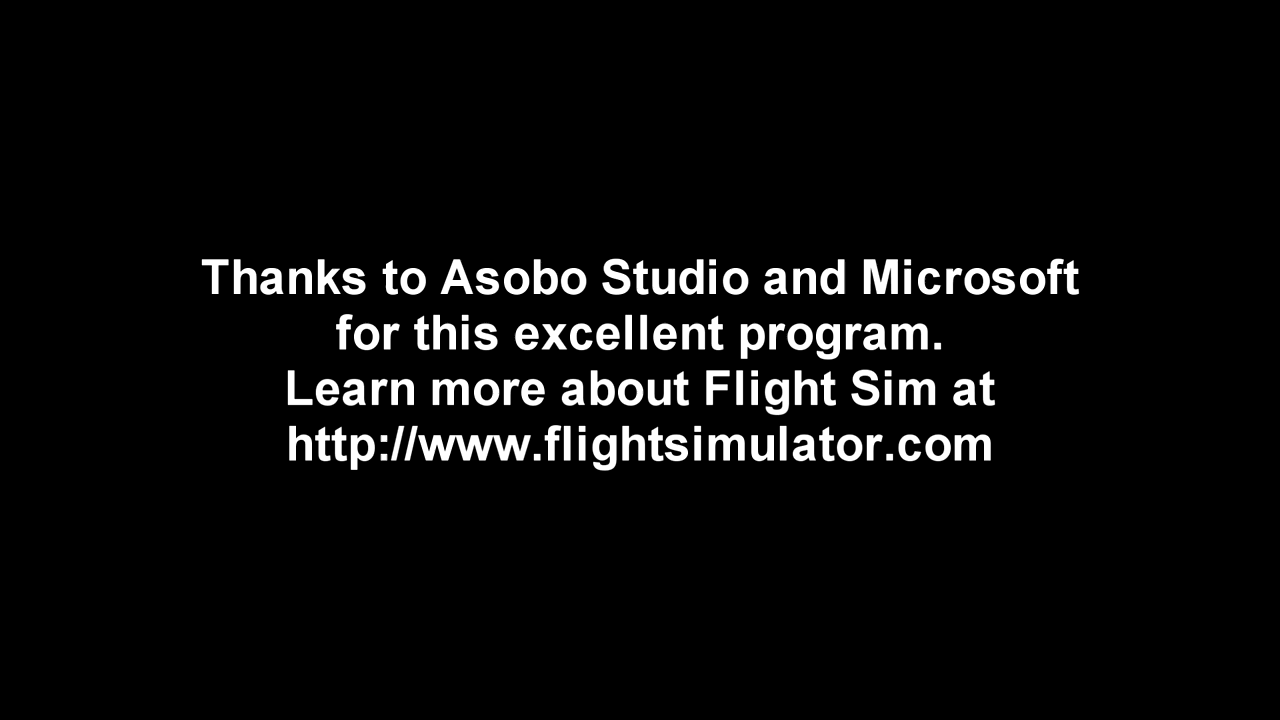 Thanks to Asobo Studio and Microsoft
for this excellent program.
Learn more about Flight Sim at
http://www.flightsimulator.com